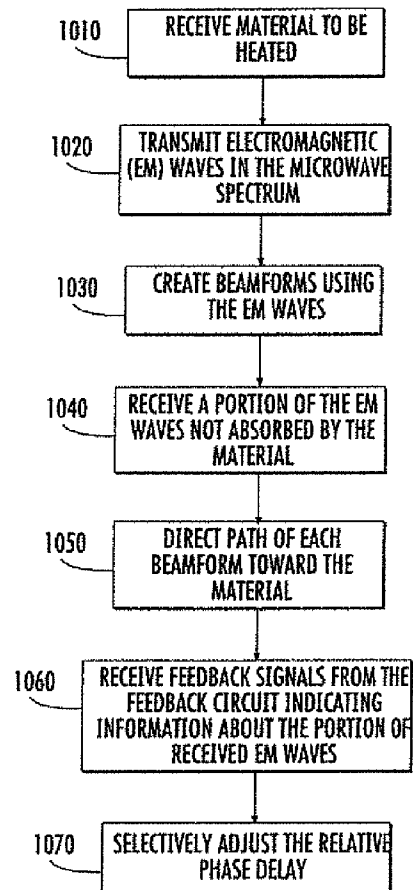 1010
RECEIVE MATERIAL TO BE
HEATED
1020
TRANSMIT ELECTROMAGNETIC
(EM) WAVES IN THE MICROWAVE
SPECTRUM
1030
CREATE BEAMFORMS USING
THE EM WAVES
1040
RECEIVE A PORTION OF THE EM
WAVES NOT ABSORBED BY THE
MATERIAL
1050
DIRECT PATH OF EACH
BEAMFORM TOWARD THE
MATERIAL
1060
RECEIVE FEEDBACK SIGNALS FROM THE
FEEDBACK CIRCUIT INDICATING
INFORMATION ABOUT THE PORTION OF
RECEIVED EM WAVES
1070
SELECTIVELY ADJUST THE RELATIVE
PHASE DELAY